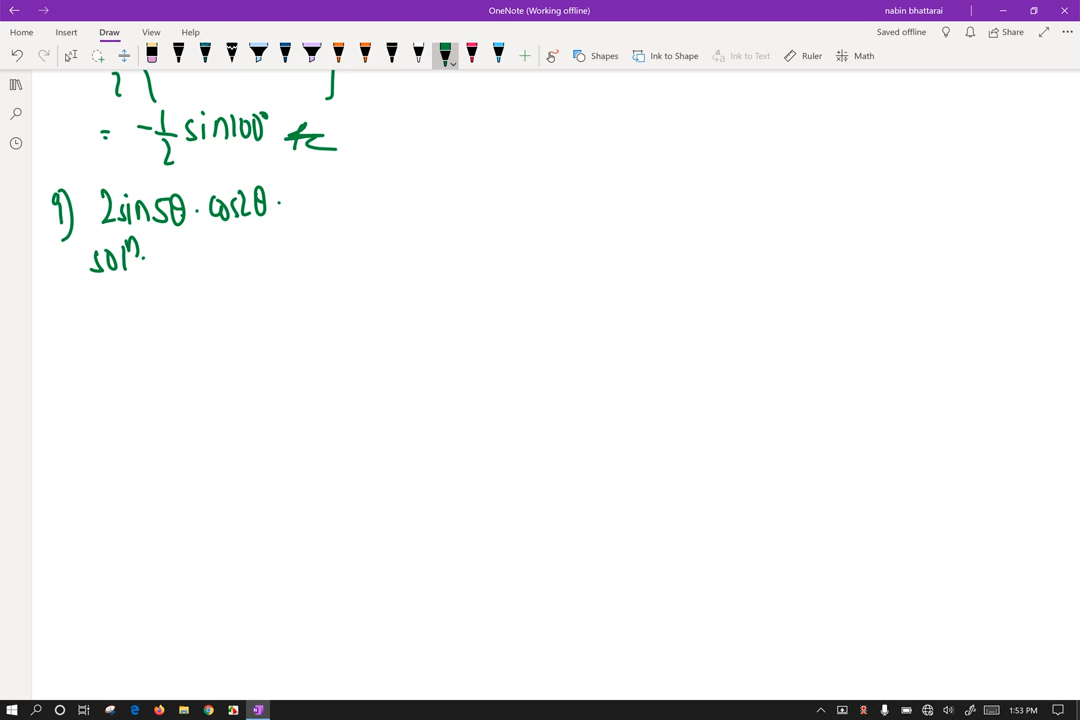 OneNote (Working offline)
nabin bhattarai
Home Insert Draw View Help
Saved offline
Share
Shapes
Ink to Shape
Ink to Text
Ruler
Math
= -1/2 sin100°
9) 2sin5θ . cos2θ .
solⁿ.
1:53 PM